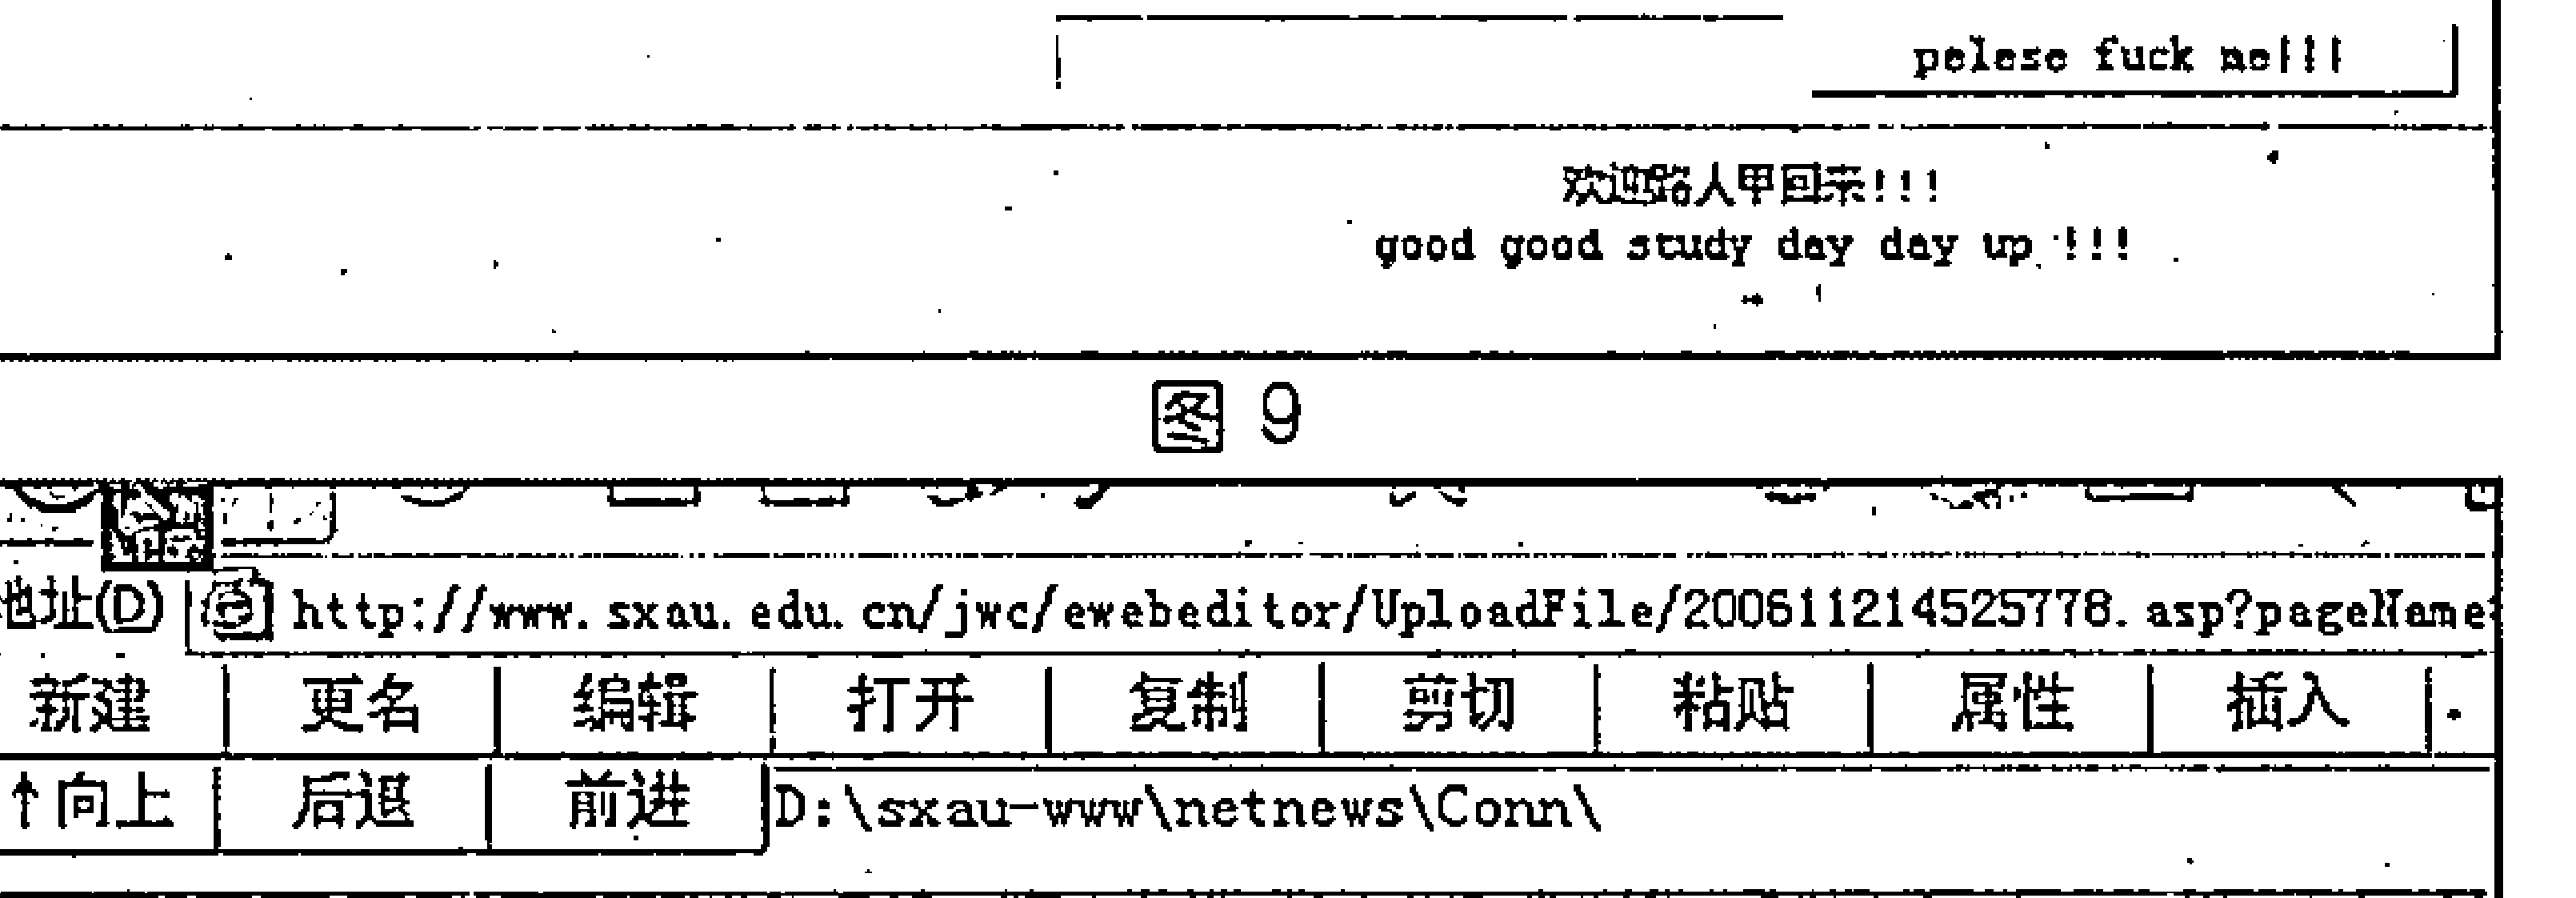 pelese fuck me!!!
欢迎路人甲回来!!!
good good study day day up !!!
图 9
地址(D) http://www.sxau.edu.cn/jwc/ewebeditor/UploadFile/200611214525778.asp?pageName
新建 更名 编辑 打开 复制 剪切 粘贴 属性 插入
↑向上 后退 前进 D:\sxau-www\netnews\Conn\